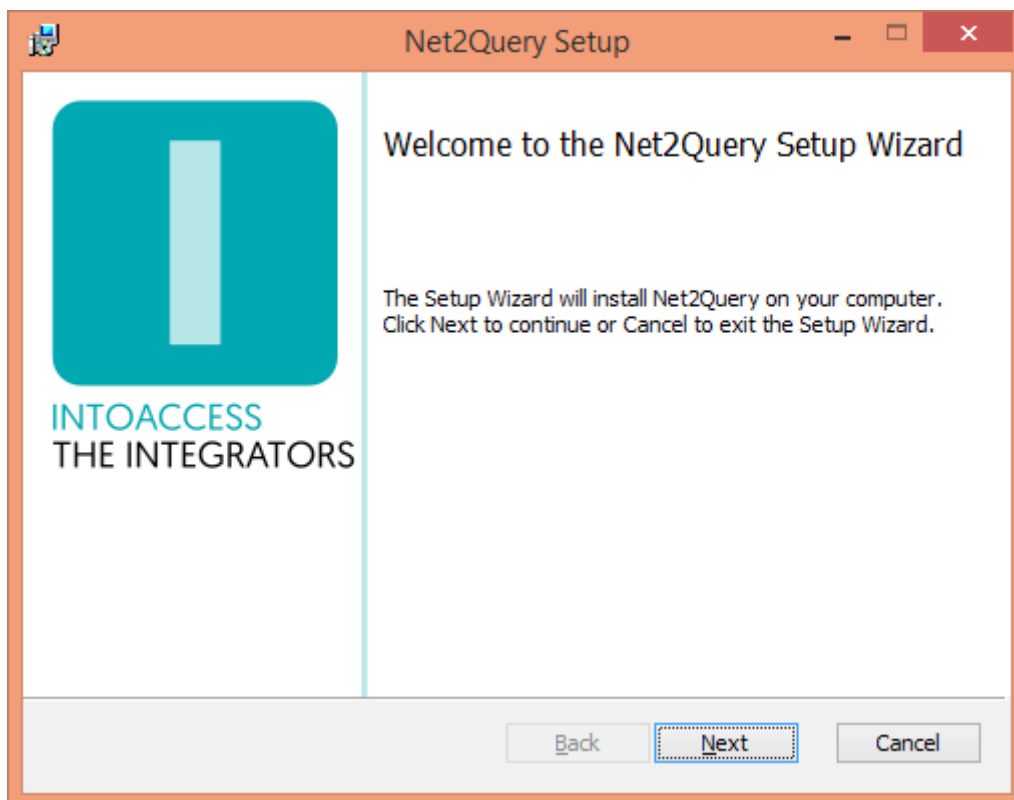 Net2Query Setup
Welcome to the Net2Query Setup Wizard
The Setup Wizard will install Net2Query on your computer.
Click Next to continue or Cancel to exit the Setup Wizard.
INTOACCESS
THE INTEGRATORS
Back Next Cancel